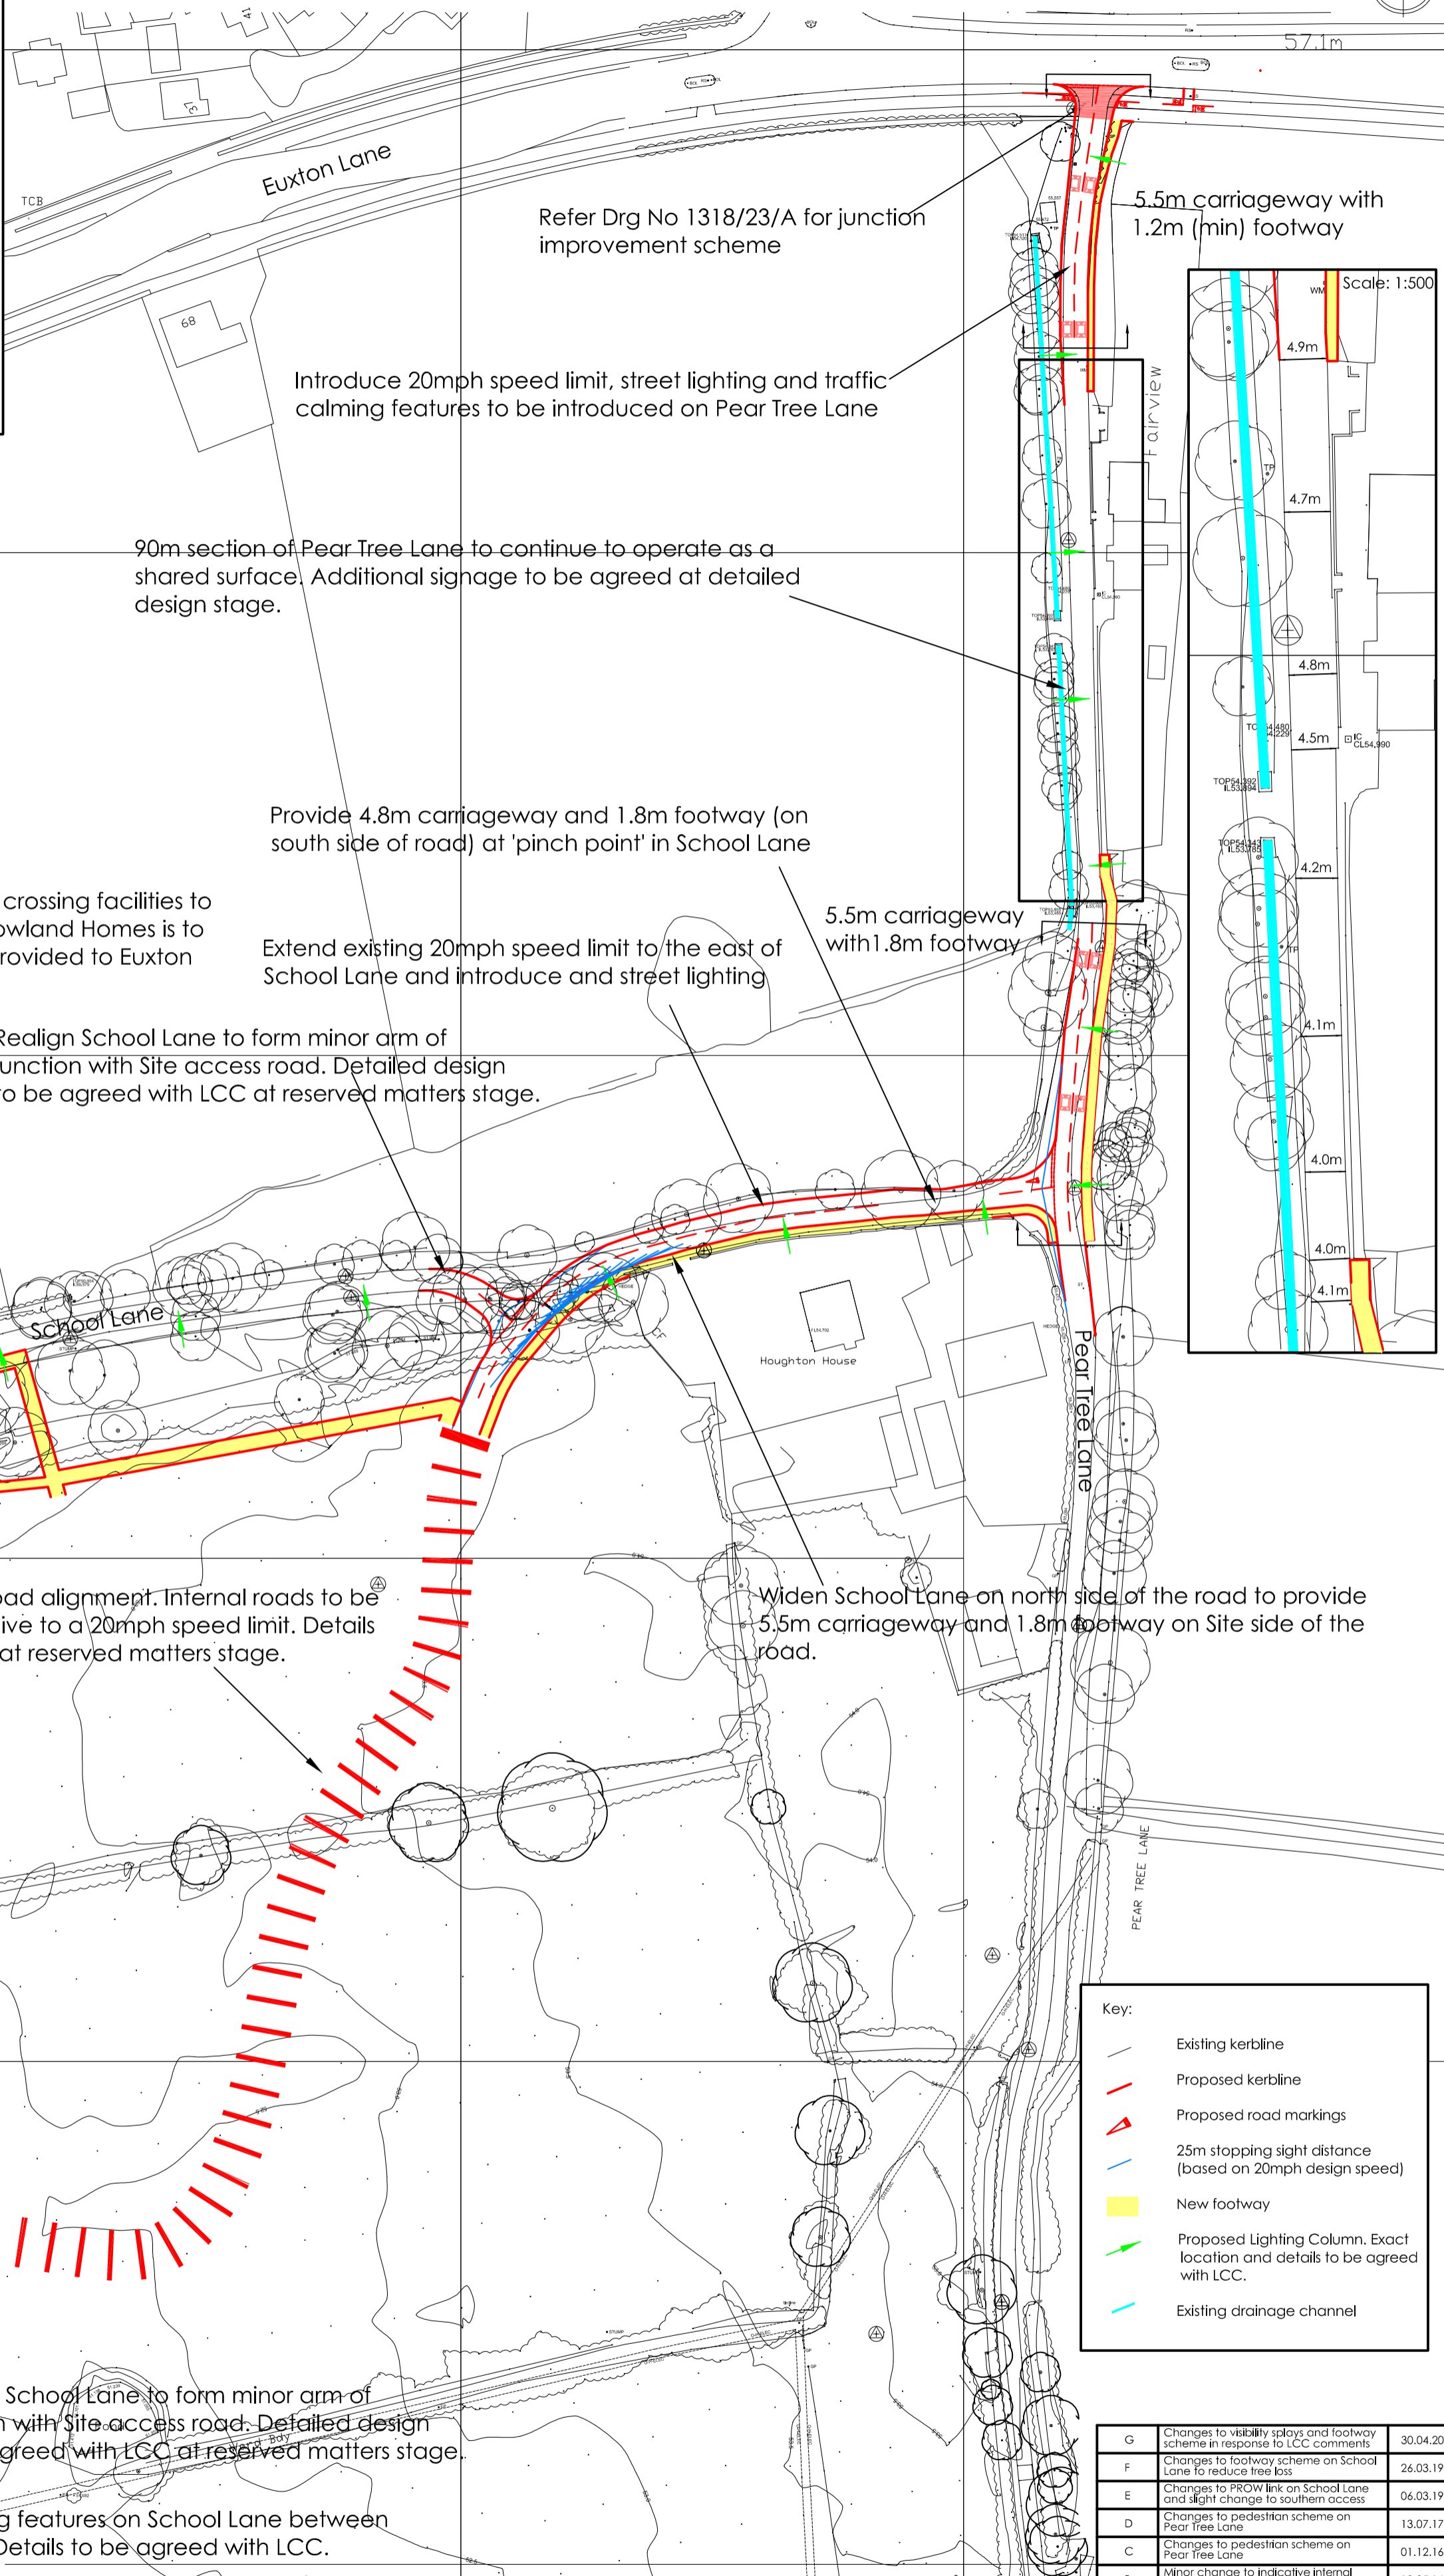 57.1m
37
TCB
Euxton Lane
Refer Drg No 1318/23/A for junction
improvement scheme
5.5m carriageway with
1.2m (min) footway
68
Introduce 20mph speed limit, street lighting and traffic
calming features to be introduced on Pear Tree Lane
Fairview
Scale: 1:500
WM
4.9m
TP
4.7m
4.8m
4.5m
IC
CL54.990
TOP54.392
4.2m
TP
4.1m
4.0m
4.0m
4.1m
90m section of Pear Tree Lane to continue to operate as a
shared surface. Additional signage to be agreed at detailed
design stage.
Provide 4.8m carriageway and 1.8m footway (on
south side of road) at 'pinch point' in School Lane
crossing facilities to
owland Homes is to
rovided to Euxton
5.5m carriageway
with1.8m footway
Extend existing 20mph speed limit to the east of
School Lane and introduce and street lighting
Realign School Lane to form minor arm of
unction with Site access road. Detailed design
o be agreed with LCC at reserved matters stage.
School Lane
Houghton House
Pear Tree Lane
oad alignment. Internal roads to be
ive to a 20mph speed limit. Details
at reserved matters stage.
Widen School Lane on north side of the road to provide
5.5m carriageway and 1.8m footway on Site side of the
road.
PEAR TREE LANE
Key:
Existing kerbline
Proposed kerbline
Proposed road markings
25m stopping sight distance
(based on 20mph design speed)
New footway
Proposed Lighting Column. Exact
location and details to be agreed
with LCC.
Existing drainage channel
School Lane to form minor arm of
n with Site access road. Detailed design
greed with LCC at reserved matters stage.
g features on School Lane between
Details to be agreed with LCC.
G Changes to visibility splays and footway
scheme in response to LCC comments 30.04.20
F Changes to footway scheme on School
Lane to reduce tree loss 26.03.19
E Changes to PROW link on School Lane
and slight change to southern access 06.03.19
D Changes to pedestrian scheme on
Pear Tree Lane 13.07.17
C Changes to pedestrian scheme on
Pear Tree Lane 01.12.16
Minor change to indicative internal